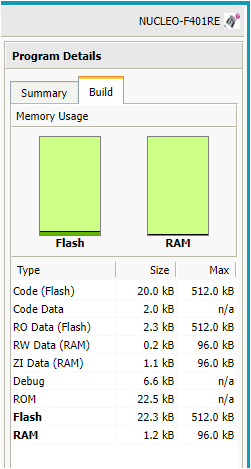 NUCLEO-F401RE
Program Details
Summary Build
Memory Usage
Flash RAM
Type Size Max
Code (Flash) 20.0 kB 512.0 kB
Code Data 2.0 kB n/a
RO Data (Flash) 2.3 kB 512.0 kB
RW Data (RAM) 0.2 kB 96.0 kB
ZI Data (RAM) 1.1 kB 96.0 kB
Debug 6.6 kB n/a
ROM 22.5 kB n/a
Flash 22.3 kB 512.0 kB
RAM 1.2 kB 96.0 kB